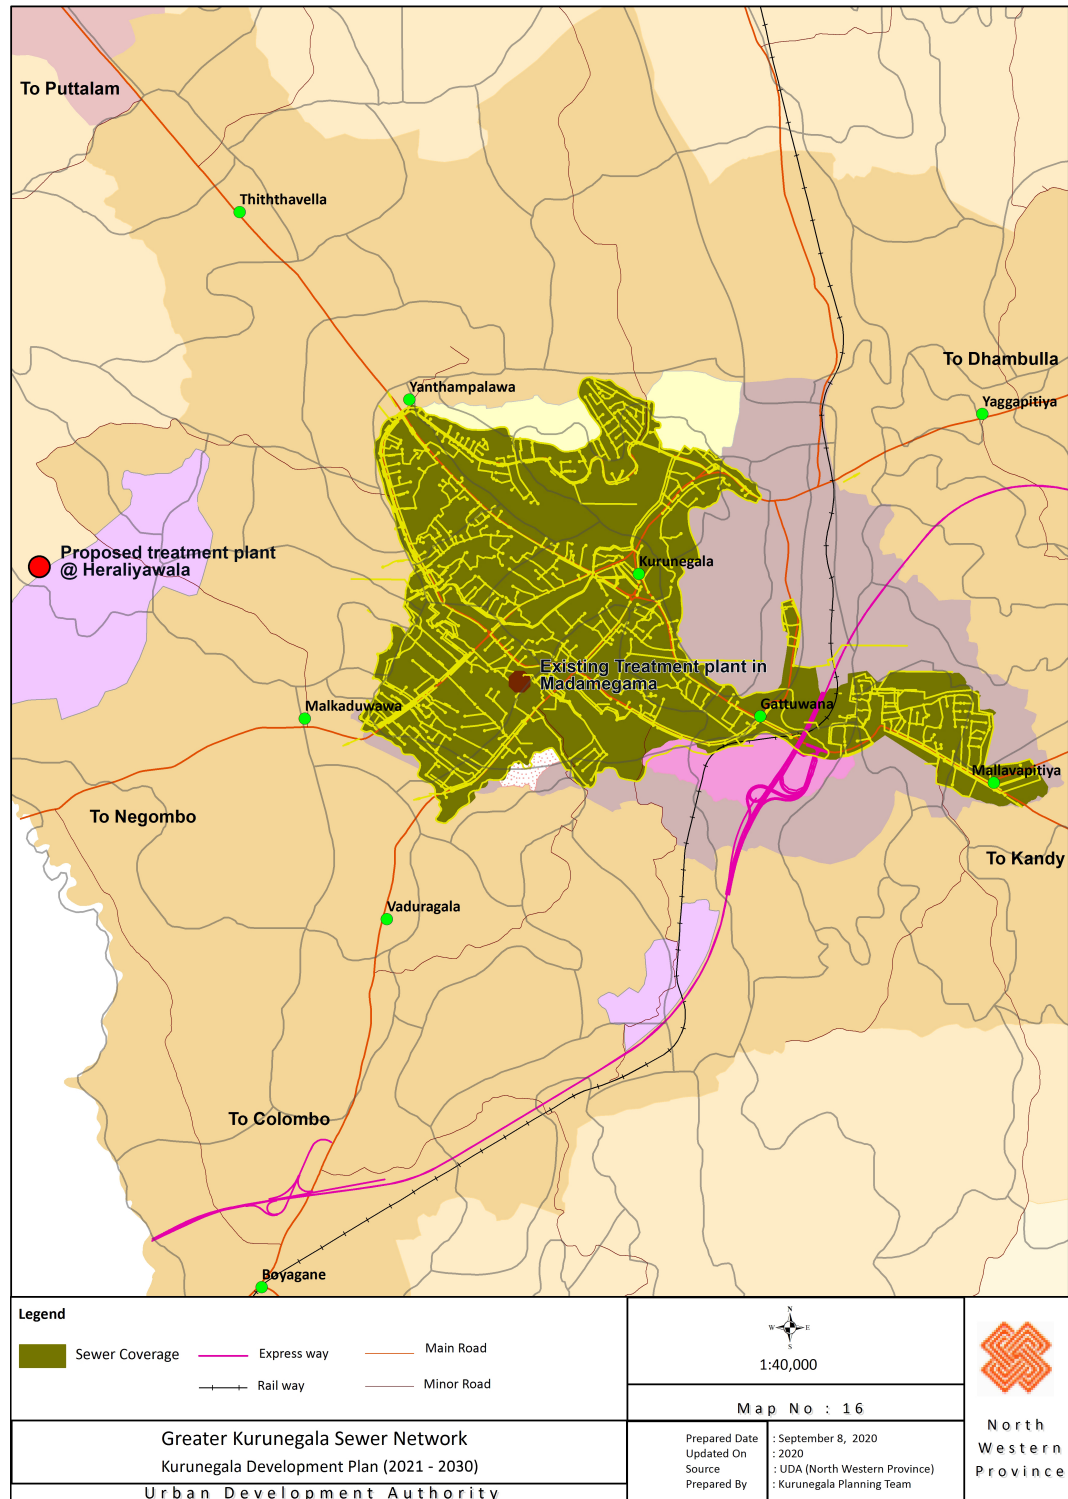 To Puttalam
Thiththavella
To Dhambulla
Yanthampalawa
Yaggapitiya
Proposed treatment plant
@ Heraliyawala
Kurunegala
Existing Treatment plant in
Madamegama
Malkaduwawa
Gattuwana
Mallavapitiya
To Negombo
To Kandy
Vaduragala
To Colombo
Boyagane
Legend
Sewer Coverage
Express way
Main Road
Rail way
Minor Road
N
W E
S
1:40,000
Map No : 16
Greater Kurunegala Sewer Network
Kurunegala Development Plan (2021 - 2030)
Urban Development Authority
Prepared Date : September 8, 2020
Updated On : 2020
Source : UDA (North Western Province)
Prepared By : Kurunegala Planning Team
North
Western
Province